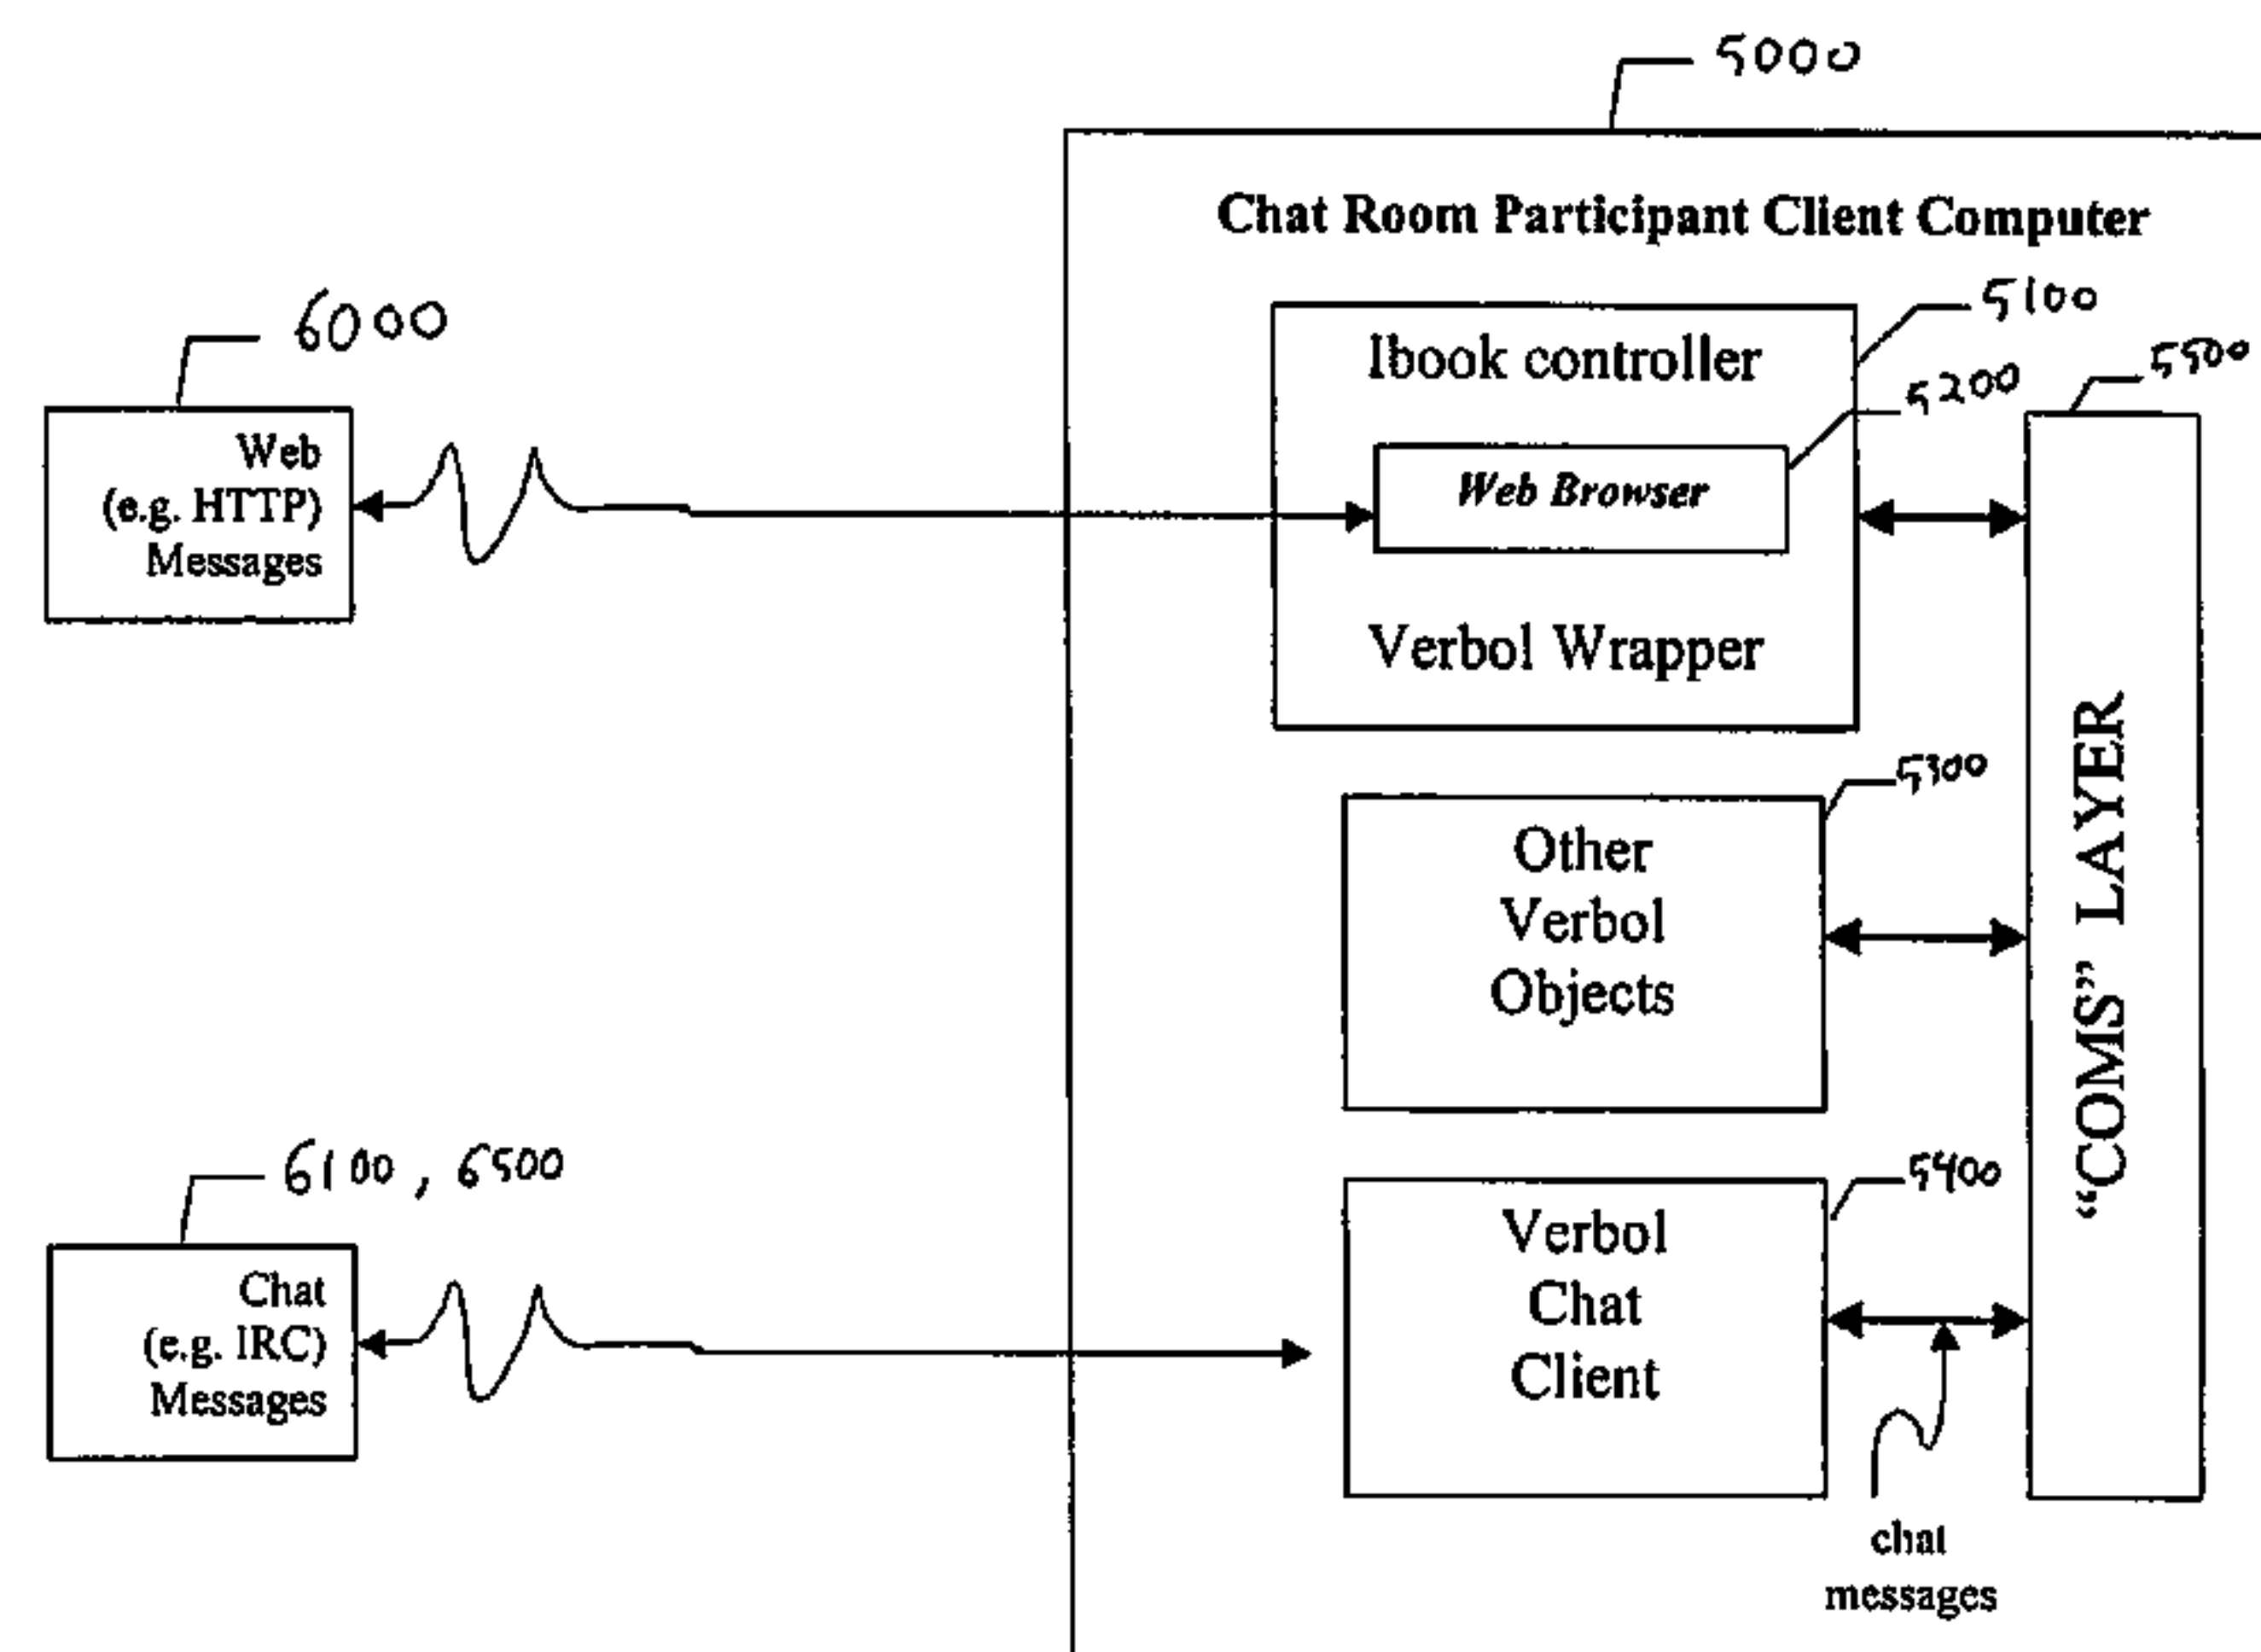 5000
Chat Room Participant Client Computer
6000
5100
Ibook controller
5500
5200
Web
(e.g. HTTP)
Messages
Web Browser
Verbol Wrapper
5300
Other
Verbol
Objects
"COMS" LAYER
6100, 6500
5400
Verbol
Chat
Client
Chat
(e.g. IRC)
Messages
chat
messages